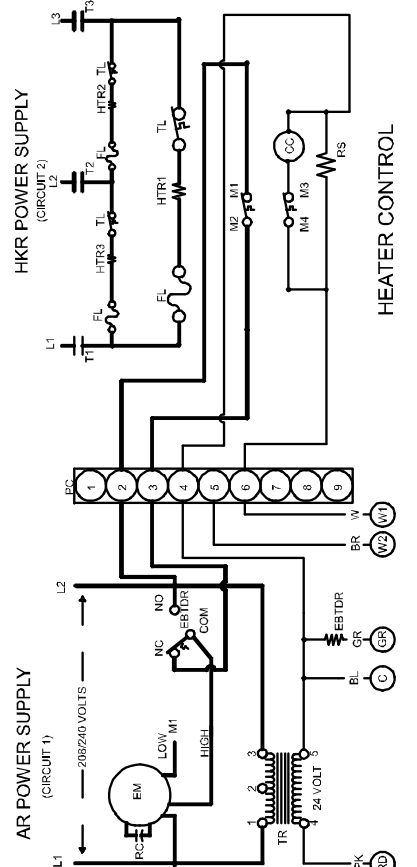 HKR POWER SUPPLY
(CIRCUIT 2)
L1
L2
L3
T1
T2
T3
FL
HTR3
TL
FL
HTR2
TL
FL
HTR1
TL
M2
M1
M4
M3
CC
RS
HEATER CONTROL
PC
1
2
3
4
5
6
7
8
9
W
W1
BR
W2
AR POWER SUPPLY
(CIRCUIT 1)
L1
208/240 VOLTS
L2
RC
EM
LOW
M1
HIGH
NC
NO
EBTDR
COM
1
2
3
TR
24 VOLT
4
5
BL
C
GR
GR
EBTDR